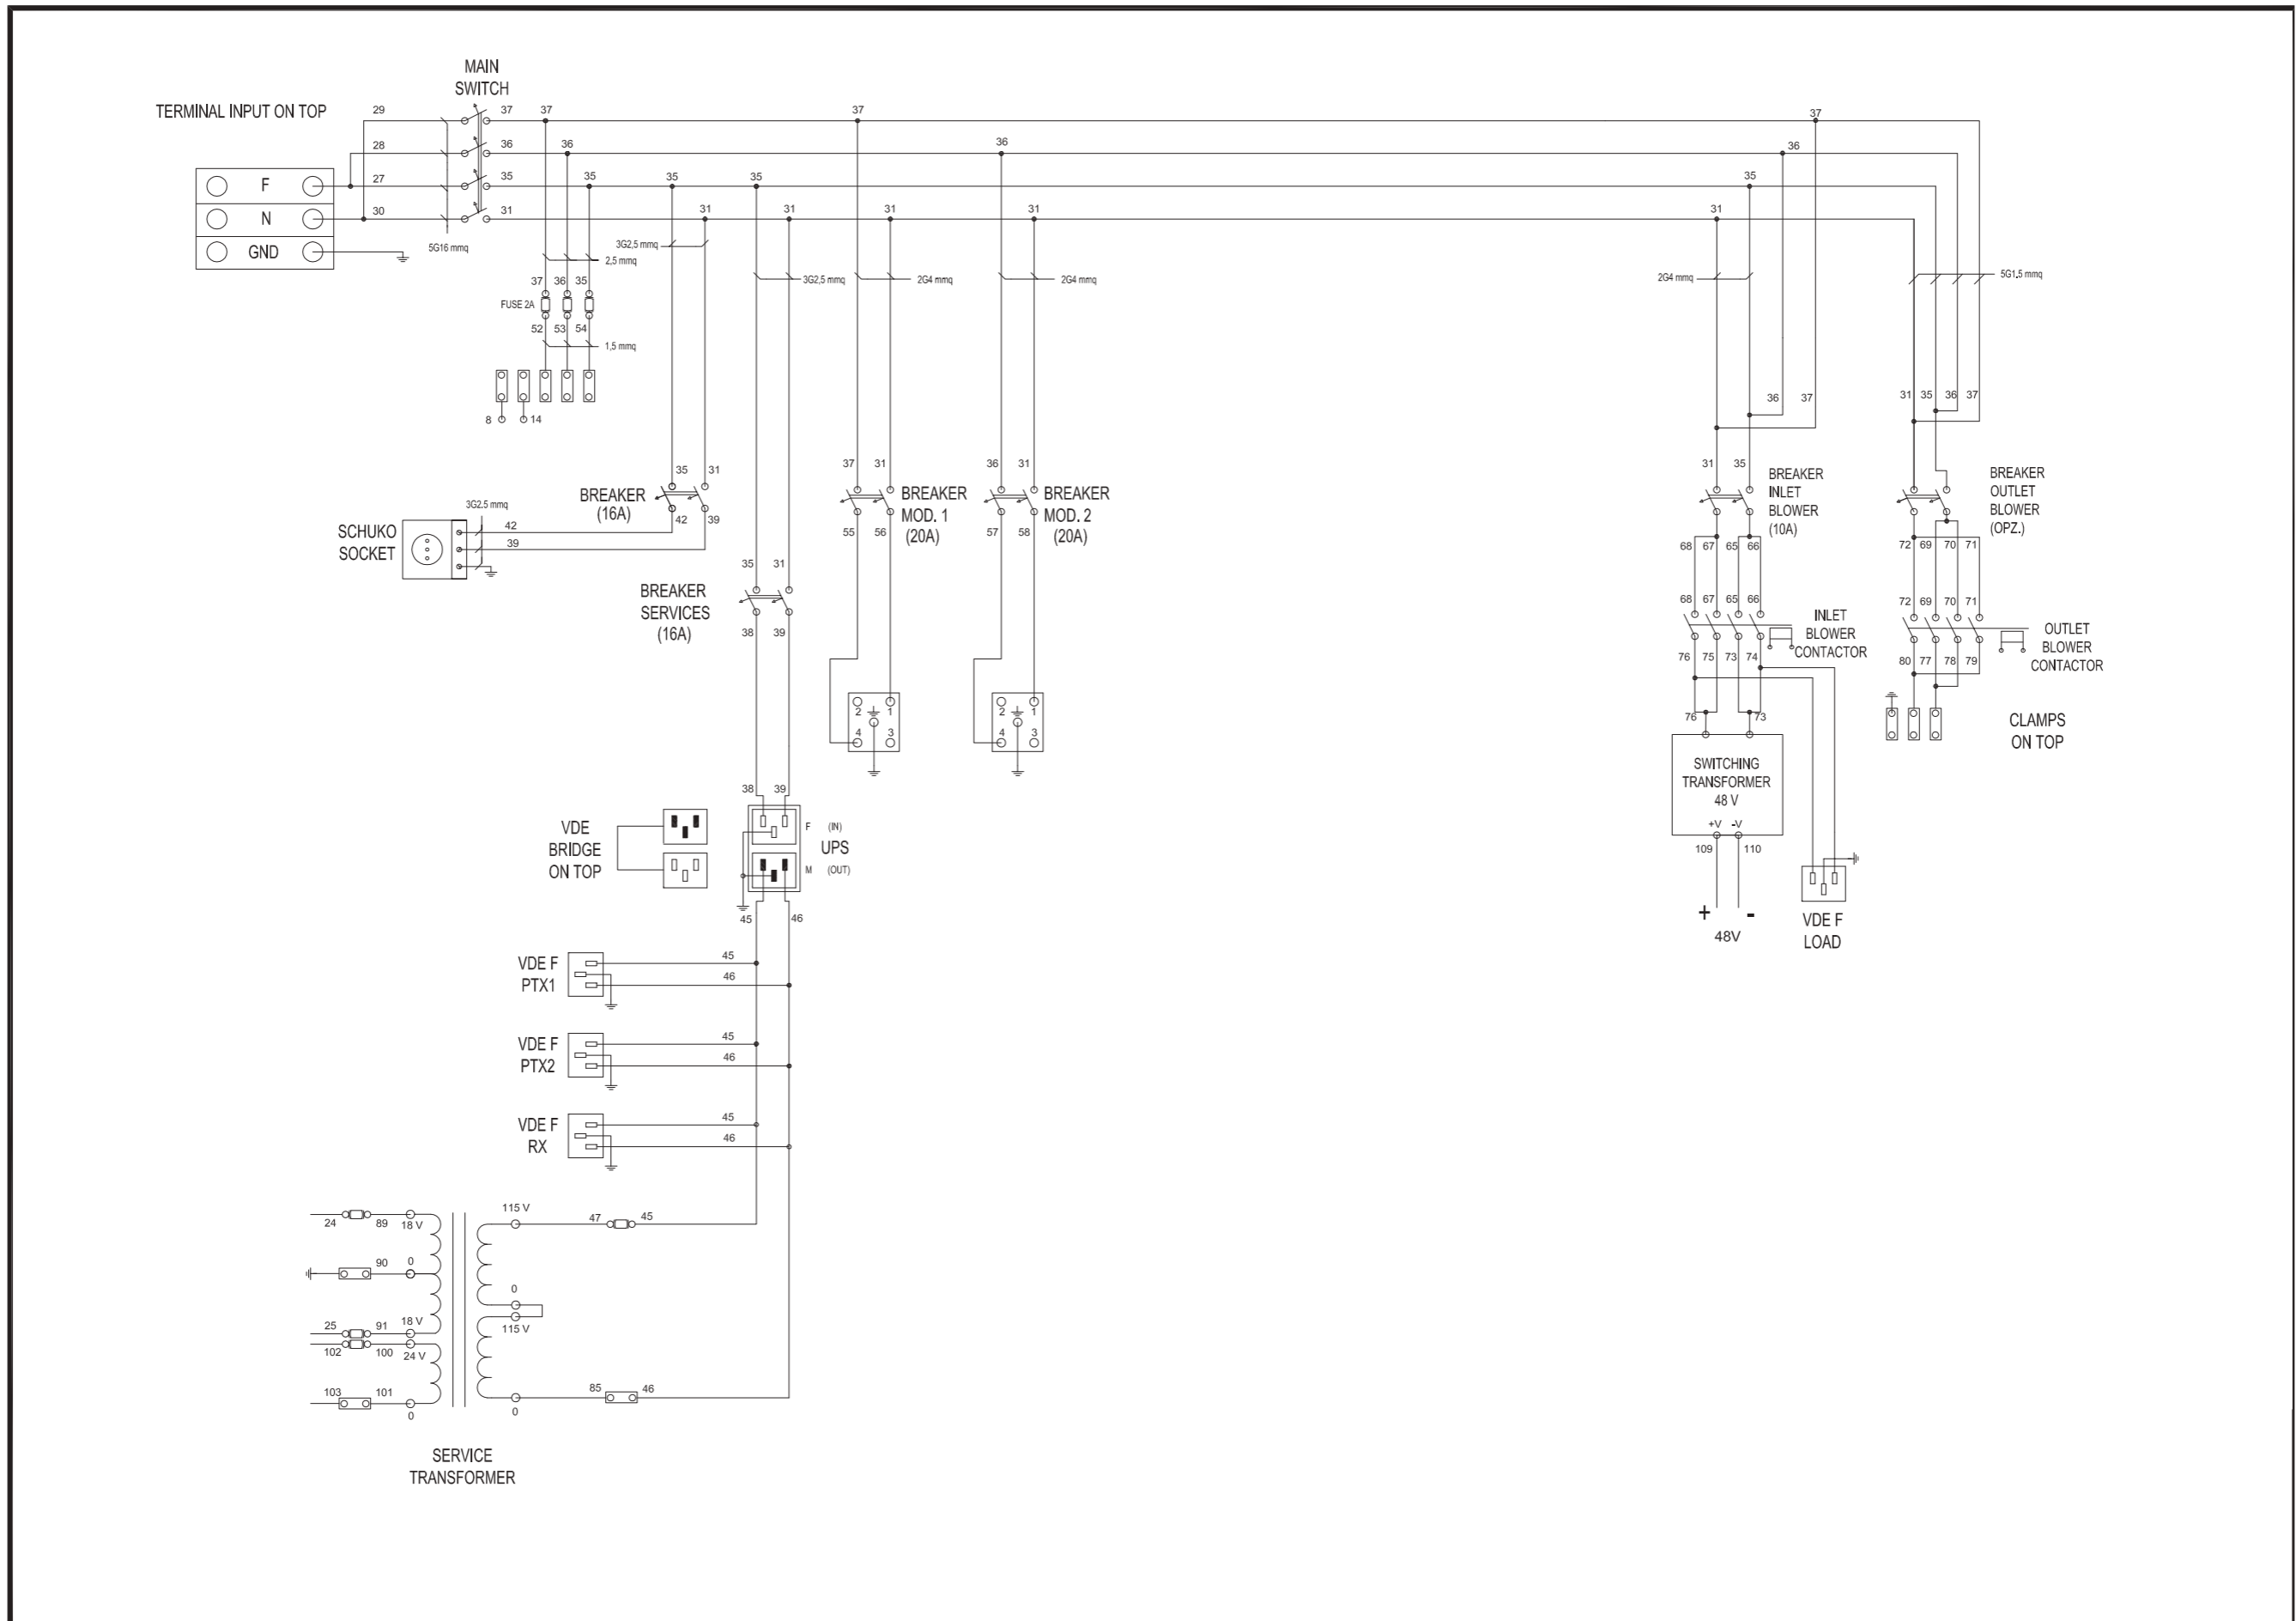 MAIN
SWITCH
TERMINAL INPUT ON TOP
29 37 37 37 37
28 36 36 36 36
F 27 35 35 35 35 35
N 30 31 31 31 31 31 31
GND
5G16 mmq
3G2,5 mmq
2,5 mmq
37 36 35
FUSE 2A
52 53 54
1,5 mmq
8 14
3G2,5 mmq
2G4 mmq
2G4 mmq
2G4 mmq
5G1.5 mmq
36 37
31 35 36 37
35 31
BREAKER
(16A)
42 39
3G2.5 mmq
SCHUKO
SOCKET
42
39
37 31
BREAKER
MOD. 1
(20A)
55 56
36 31
BREAKER
MOD. 2
(20A)
57 58
31 35
BREAKER
INLET
BLOWER
(10A)
BREAKER
OUTLET
BLOWER
(OPZ.)
68 67 65 66
72 69 70 71
35 31
BREAKER
SERVICES
(16A)
38 39
68 67 65 66
INLET
BLOWER
CONTACTOR
76 75 73 74
72 69 70 71
OUTLET
BLOWER
CONTACTOR
80 77 78 79
2 1
4 3
2 1
4 3
76 73
CLAMPS
ON TOP
SWITCHING
TRANSFORMER
48 V
+V -V
109 110
+ -
48V
VDE F
LOAD
38 39
VDE
BRIDGE
ON TOP
F (IN)
UPS
M (OUT)
45 46
VDE F
PTX1
45
46
VDE F
PTX2
45
46
VDE F
RX
45
46
24 89 18 V
115 V
47 45
90 0
0
25 91 18 V
115 V
102 100 24 V
103 101
0
85 46
0
SERVICE
TRANSFORMER